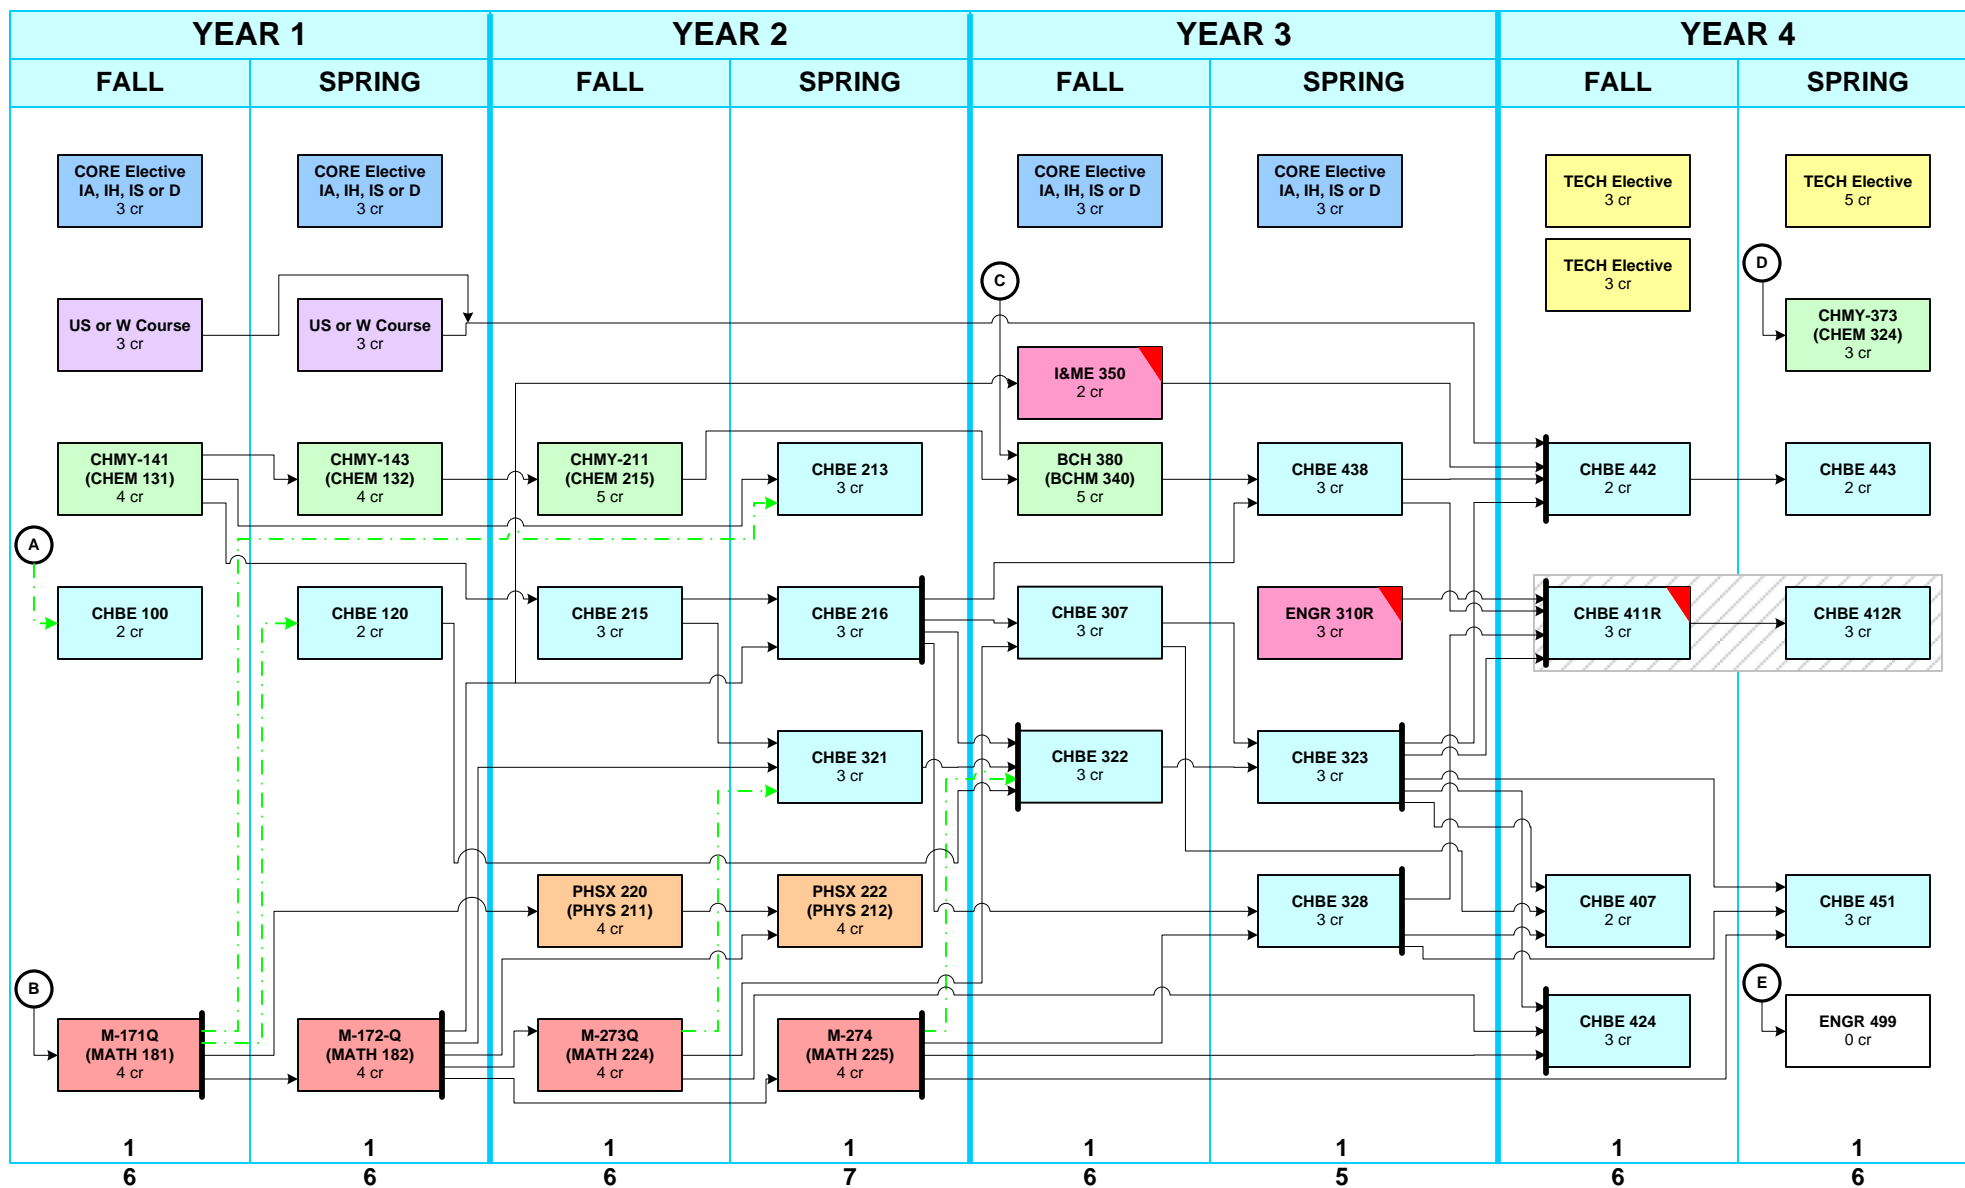 YEAR 1
YEAR 2
YEAR 3
YEAR 4
FALL
SPRING
FALL
SPRING
FALL
SPRING
FALL
SPRING
CORE Elective
IA, IH, IS or D
3 cr
CORE Elective
IA, IH, IS or D
3 cr
CORE Elective
IA, IH, IS or D
3 cr
CORE Elective
IA, IH, IS or D
3 cr
TECH Elective
3 cr
TECH Elective
5 cr
TECH Elective
3 cr
C
D
US or W Course
3 cr
US or W Course
3 cr
CHMY-373
(CHEM 324)
3 cr
I&ME 350
2 cr
CHMY-141
(CHEM 131)
4 cr
CHMY-143
(CHEM 132)
4 cr
CHMY-211
(CHEM 215)
5 cr
CHBE 213
3 cr
BCH 380
(BCHM 340)
5 cr
CHBE 438
3 cr
CHBE 442
2 cr
CHBE 443
2 cr
A
CHBE 100
2 cr
CHBE 120
2 cr
CHBE 215
3 cr
CHBE 216
3 cr
CHBE 307
3 cr
ENGR 310R
3 cr
CHBE 411R
3 cr
CHBE 412R
3 cr
CHBE 321
3 cr
CHBE 322
3 cr
CHBE 323
3 cr
PHSX 220
(PHYS 211)
4 cr
PHSX 222
(PHYS 212)
4 cr
CHBE 328
3 cr
CHBE 407
2 cr
CHBE 451
3 cr
B
E
M-171Q
(MATH 181)
4 cr
M-172-Q
(MATH 182)
4 cr
M-273Q
(MATH 224)
4 cr
M-274
(MATH 225)
4 cr
CHBE 424
3 cr
ENGR 499
0 cr
1
6
1
6
1
6
1
7
1
6
1
5
1
6
1
6